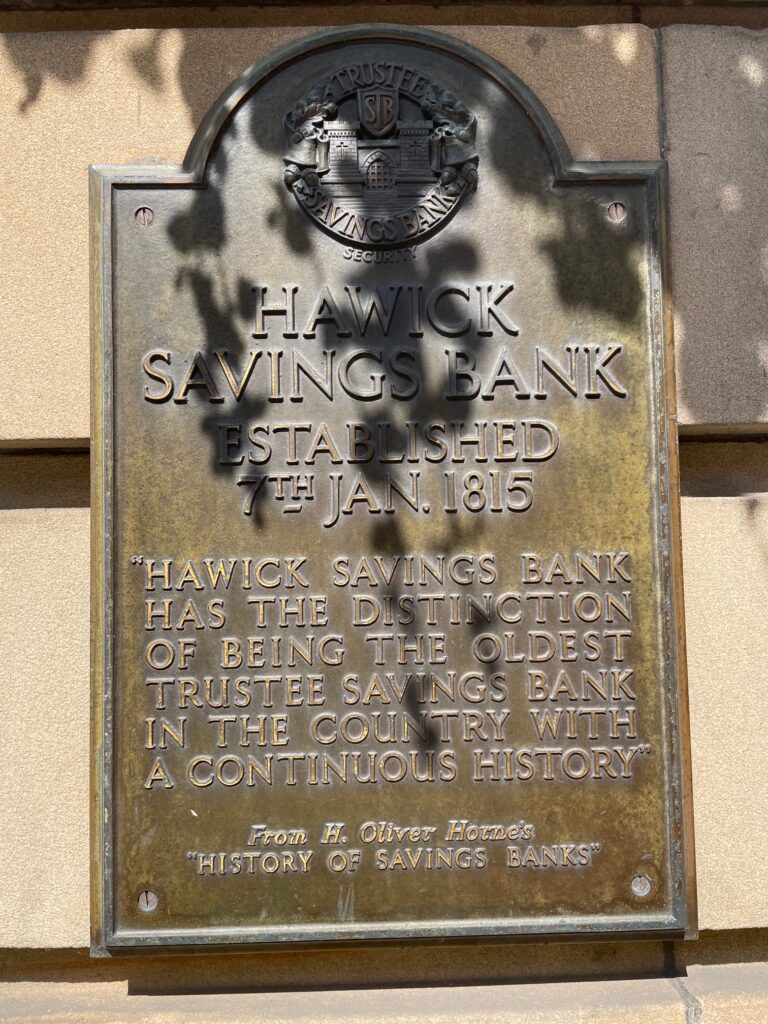 TRUSTEE
STB
SAVINGS BANK
SECURITY
HAWICK
SAVINGS BANK
ESTABLISHED
7TH JAN. 1815
"HAWICK SAVINGS BANK
HAS THE DISTINCTION
OF BEING THE OLDEST
TRUSTEE SAVINGS BANK
IN THE COUNTRY WITH
A CONTINUOUS HISTORY"
From H. Oliver Horne's
"HISTORY OF SAVINGS BANKS"